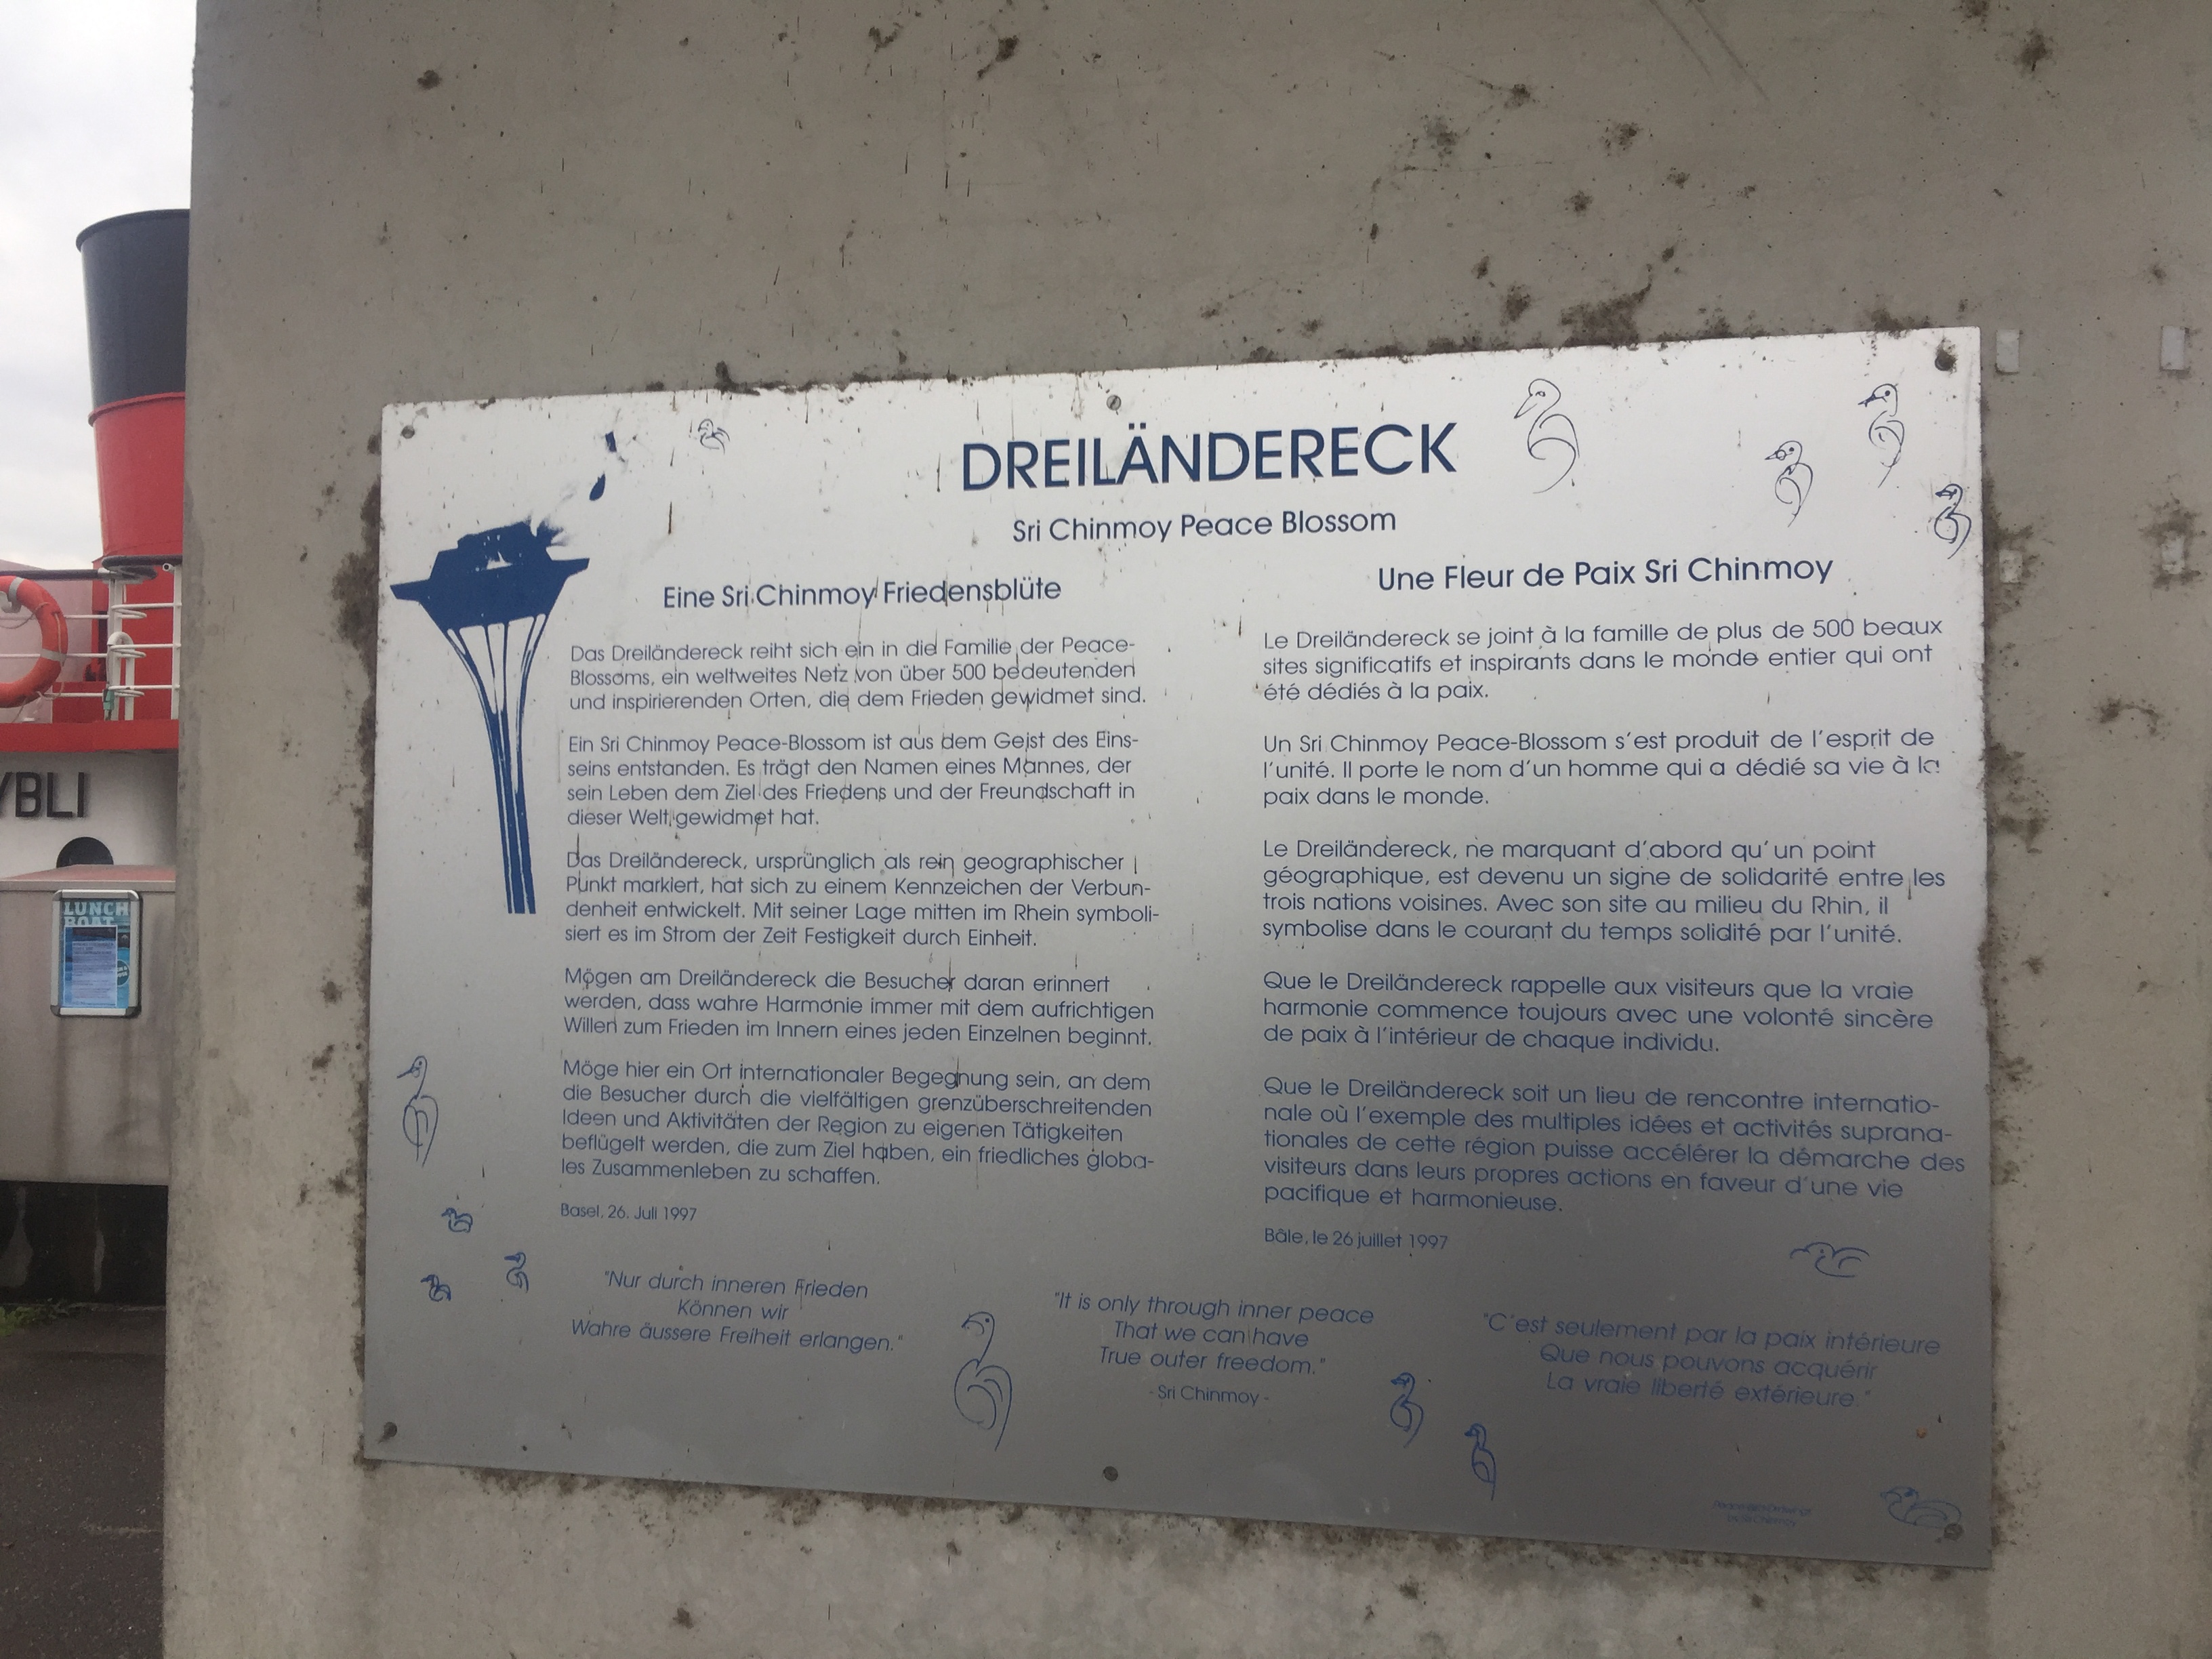 DREILÄNDERECK
Sri Chinmoy Peace Blossom
Eine Sri Chinmoy Friedensblüte
Das Dreiländereck reiht sich ein in die Familie der Peace-
Blossoms, ein weltweites Netz von über 500 bedeutenden
und inspirierenden Orten, die dem Frieden gewidmet sind.
Ein Sri Chinmoy Peace-Blossom ist aus dem Geist des Eins-
seins entstanden. Es trägt den Namen eines Mannes, der
sein Leben dem Ziel des Friedens und der Freundschaft in
dieser Welt gewidmet hat.
Das Dreiländereck, ursprünglich als rein geographischer
Punkt markiert, hat sich zu einem Kennzeichen der Verbun-
denheit entwickelt. Mit seiner Lage mitten im Rhein symboli-
siert es im Strom der Zeit Festigkeit durch Einheit.
Mögen am Dreiländereck die Besucher daran erinnert
werden, dass wahre Harmonie immer mit dem aufrichtigen
Willen zum Frieden im Innern eines jeden Einzelnen beginnt.
Möge hier ein Ort internationaler Begegnung sein, an dem
die Besucher durch die vielfältigen grenzüberschreitenden
Ideen und Aktivitäten der Region zu eigenen Tätigkeiten
beflügelt werden, die zum Ziel haben, ein friedliches globa-
les Zusammenleben zu schaffen.
Basel, 26. Juli 1997
Une Fleur de Paix Sri Chinmoy
Le Dreiländereck se joint à la famille de plus de 500 beaux
sites significatifs et inspirants dans le monde entier qui ont
été dédiés à la paix.
Un Sri Chinmoy Peace-Blossom s'est produit de l'esprit de
l'unité. Il porte le nom d'un homme qui a dédié sa vie à la
paix dans le monde.
Le Dreiländereck, ne marquant d'abord qu'un point
géographique, est devenu un signe de solidarité entre les
trois nations voisines. Avec son site au milieu du Rhin, il
symbolise dans le courant du temps solidité par l'unité.
Que le Dreiländereck rappelle aux visiteurs que la vraie
harmonie commence toujours avec une volonté sincère
de paix à l'intérieur de chaque individu.
Que le Dreiländereck soit un lieu de rencontre internatio-
nale où l'exemple des multiples idées et activités suprana-
tionales de cette région puisse accélérer la démarche des
visiteurs dans leurs propres actions en faveur d'une vie
pacifique et harmonieuse.
Bâle, le 26 juillet 1997
"Nur durch inneren Frieden
Können wir
Wahre äussere Freiheit erlangen."
"It is only through inner peace
That we can have
True outer freedom."
- Sri Chinmoy -
"C'est seulement par la paix intérieure
Que nous pouvons acquérir
La vraie liberté extérieure."
by Sri Chinmoy
YBLI
LUNCH
BOAT